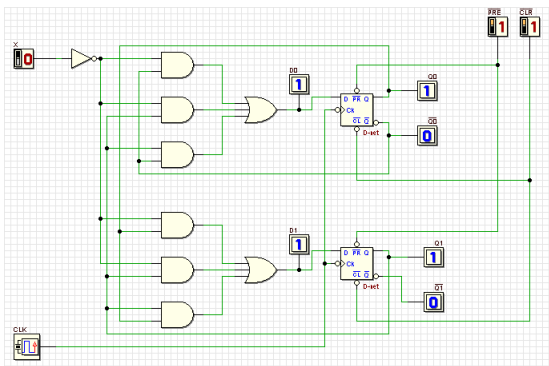 PRE CLR
X
0
1 1
D0
1
Q0
1
D PR Q
CK
CL Q
D-set
Q0
0
D1
1
Q1
1
D PR Q
CK
CL Q
D-set
Q1
0
CLK